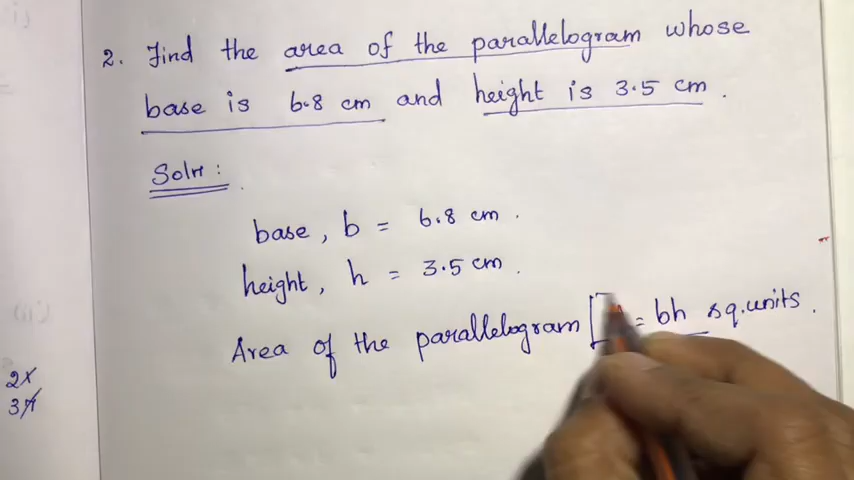 2. Find the area of the parallelogram whose
base is 6.8 cm and height is 3.5 cm.
Soln:
base, b = 6.8 cm.
height, h = 3.5 cm.
Area of the parallelogram = bh sq.units.
2x
3